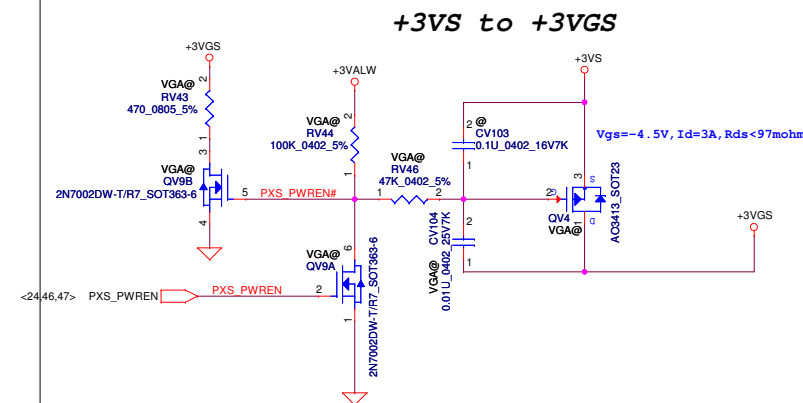 +3VS to +3VGS
+3VGS
2
VGA@
RV43
470_0805_5%
1
3
VGA@
QV9B
2N7002DW-T/R7_SOT363-6
5
PXS_PWREN#
4
+3VALW
2
VGA@
RV44
100K_0402_5%
1
VGA@
RV46
47K_0402_5%
1
2
6
VGA@
QV9A
2
1
2N7002DW-T/R7_SOT363-6
<24,46,47>
PXS_PWREN
PXS_PWREN
+3VS
2
@
CV103
0.1U_0402_16V7K
1
Vgs=-4.5V,Id=3A,Rds<97mohm
2
1
VGA@ CV104
0.01U_0402_25V7K
3
S
2
G
QV4
VGA@
1
D
AO3413_SOT23
+3VGS